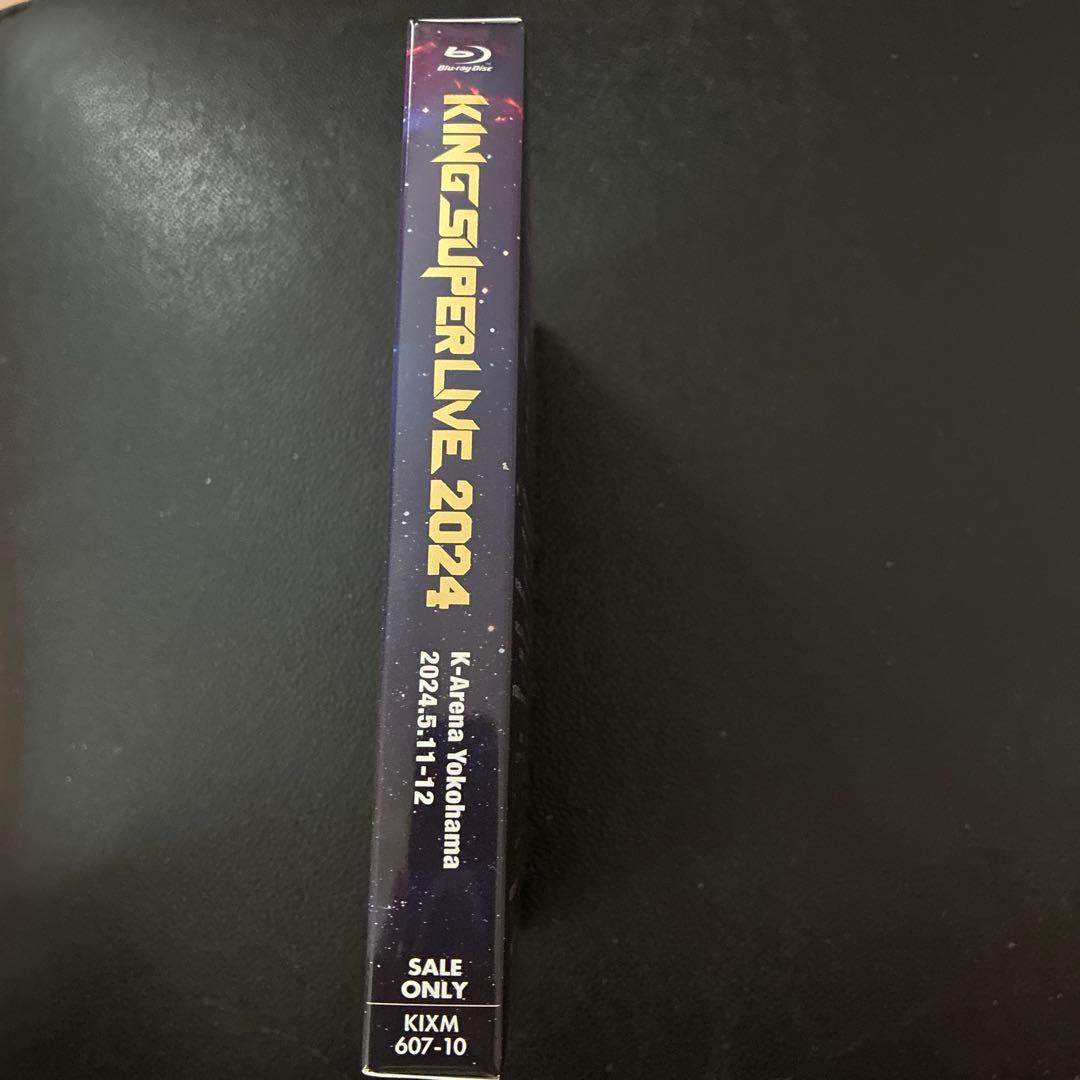 Blu-ray Disc
KING SUPER LIVE 2024
K-Arena Yokohama
2024.5.11-12
SALE
ONLY
KIXM
607-10